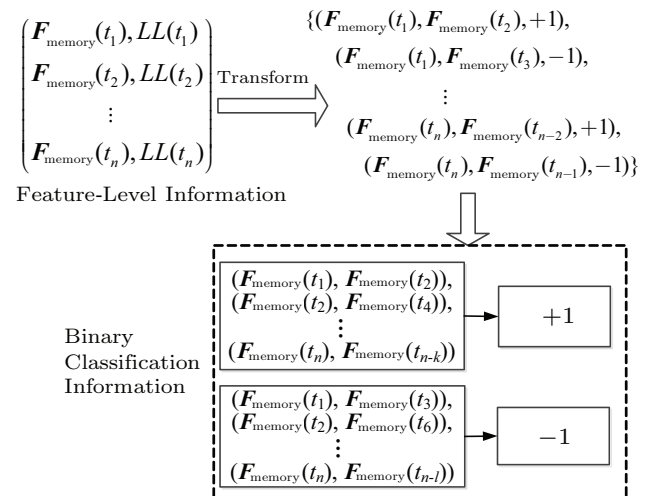 F_memory(t_1), LL(t_1)
F_memory(t_2), LL(t_2)
⋮
F_memory(t_n), LL(t_n)
Feature-Level Information
Transform
{(F_memory(t_1), F_memory(t_2), +1),
(F_memory(t_1), F_memory(t_3), −1),
⋮
(F_memory(t_n), F_memory(t_{n−2}), +1),
(F_memory(t_n), F_memory(t_{n−1}), −1)}
Binary
Classification
Information
(F_memory(t_1), F_memory(t_2)),
(F_memory(t_2), F_memory(t_4)),
⋮
(F_memory(t_n), F_memory(t_{n-k}))
+1
(F_memory(t_1), F_memory(t_3)),
(F_memory(t_2), F_memory(t_6)),
⋮
(F_memory(t_n), F_memory(t_{n-l}))
−1